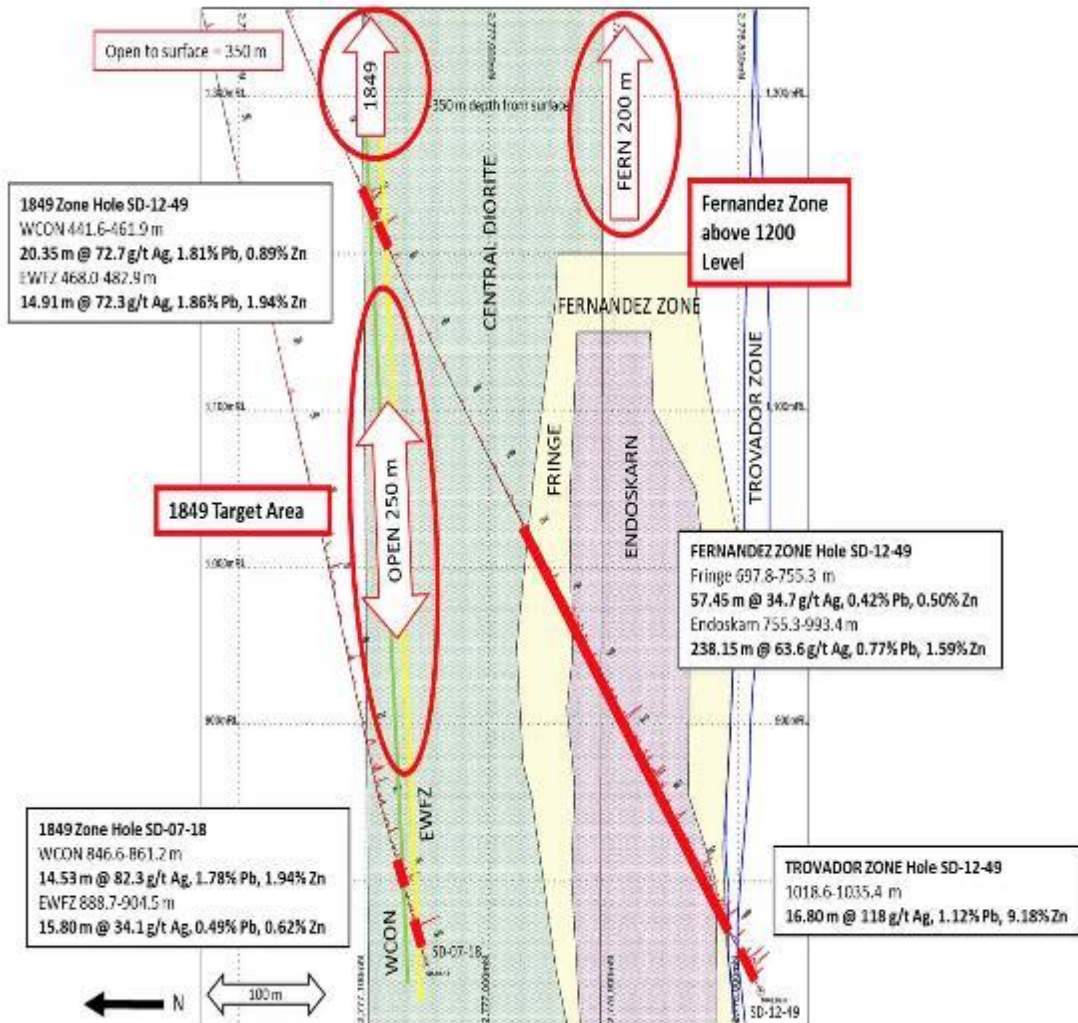 Open to surface = 350 m
1849
350 m depth from surface
FERN 200 m
1849 Zone Hole SD-12-49
WCON 441.6-461.9 m
20.35 m @ 72.7 g/t Ag, 1.81% Pb, 0.89% Zn
EWFZ 468.0-482.9 m
14.91 m @ 72.3 g/t Ag, 1.86% Pb, 1.94% Zn
CENTRAL DIORITE
Fernandez Zone
above 1200
Level
FERNANDEZ ZONE
TROVADOR ZONE
FRINGE
ENDOSKARN
1849 Target Area
OPEN 250 m
FERNANDEZ ZONE Hole SD-12-49
Fringe 697.8-755.3 m
57.45 m @ 34.7 g/t Ag, 0.42% Pb, 0.50% Zn
Endoskarn 755.3-993.4 m
238.15 m @ 63.6 g/t Ag, 0.77% Pb, 1.59% Zn
1849 Zone Hole SD-07-18
WCON 846.6-861.2 m
14.53 m @ 82.3 g/t Ag, 1.78% Pb, 1.94% Zn
EWFZ 888.7-904.5 m
15.80 m @ 34.1 g/t Ag, 0.49% Pb, 0.62% Zn
EWFZ
WCON
SD-07-18
TROVADOR ZONE Hole SD-12-49
1018.6-1035.4 m
16.80 m @ 118 g/t Ag, 1.12% Pb, 9.18% Zn
SD-12-49
N
100 m